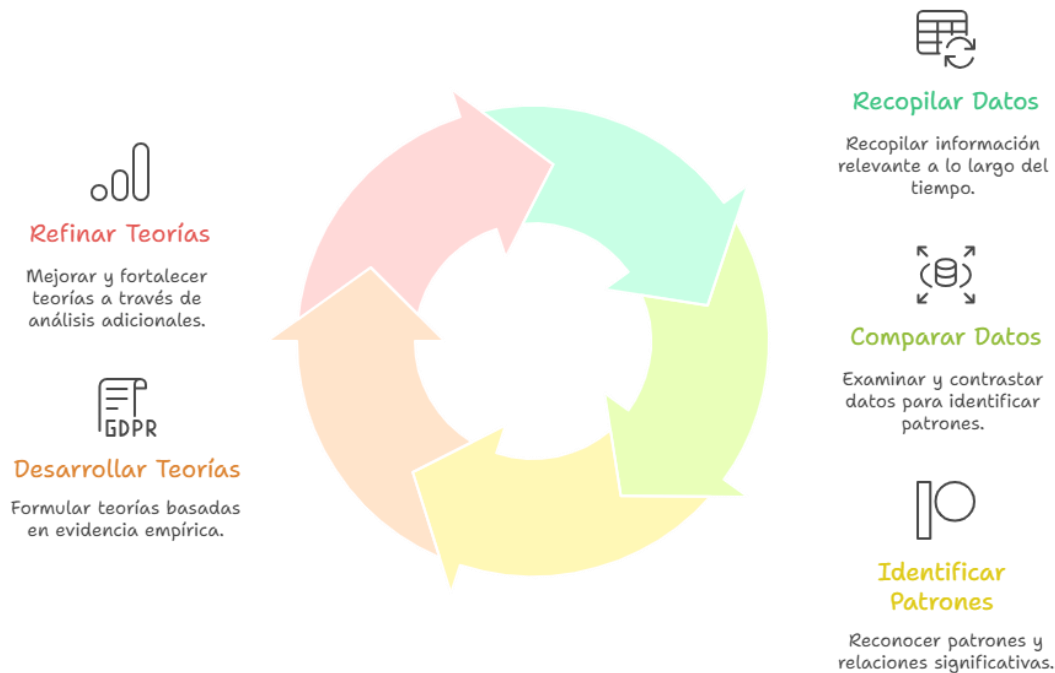 Recopilar Datos
Recopilar información
relevante a lo largo del
tiempo.
Comparar Datos
Examinar y contrastar
datos para identificar
patrones.
Identificar
Patrones
Reconocer patrones y
relaciones significativas.
GDPR
Desarrollar Teorías
Formular teorías basadas
en evidencia empírica.
Refinar Teorías
Mejorar y fortalecer
teorías a través de
análisis adicionales.